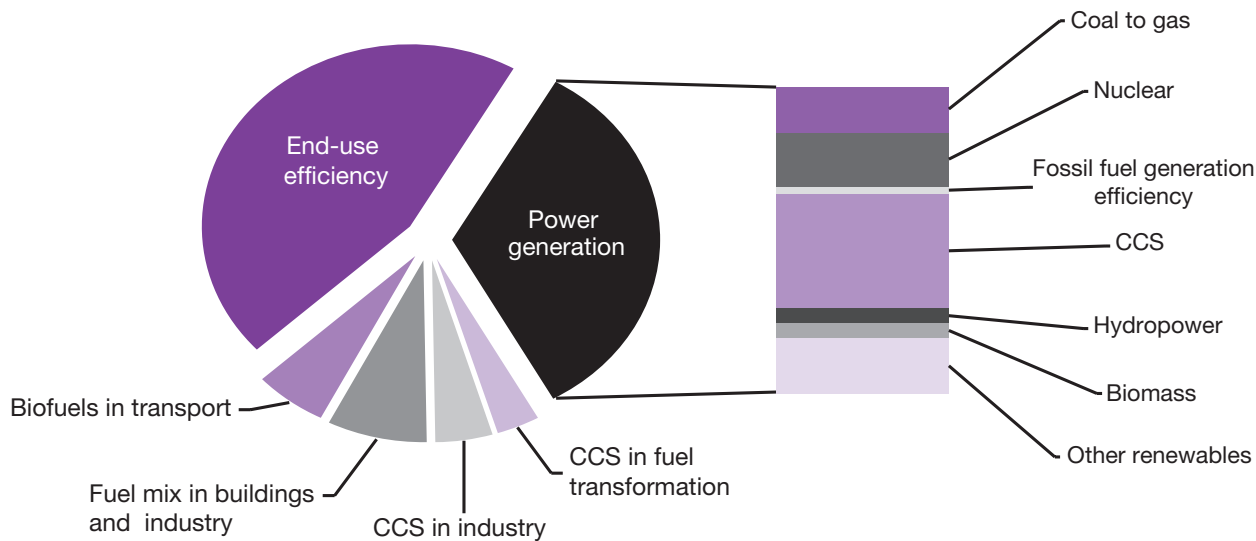 End-use
efficiency
Power
generation
Biofuels in transport
Fuel mix in buildings
and industry
CCS in industry
CCS in fuel
transformation
Coal to gas
Nuclear
Fossil fuel generation
efficiency
CCS
Hydropower
Biomass
Other renewables